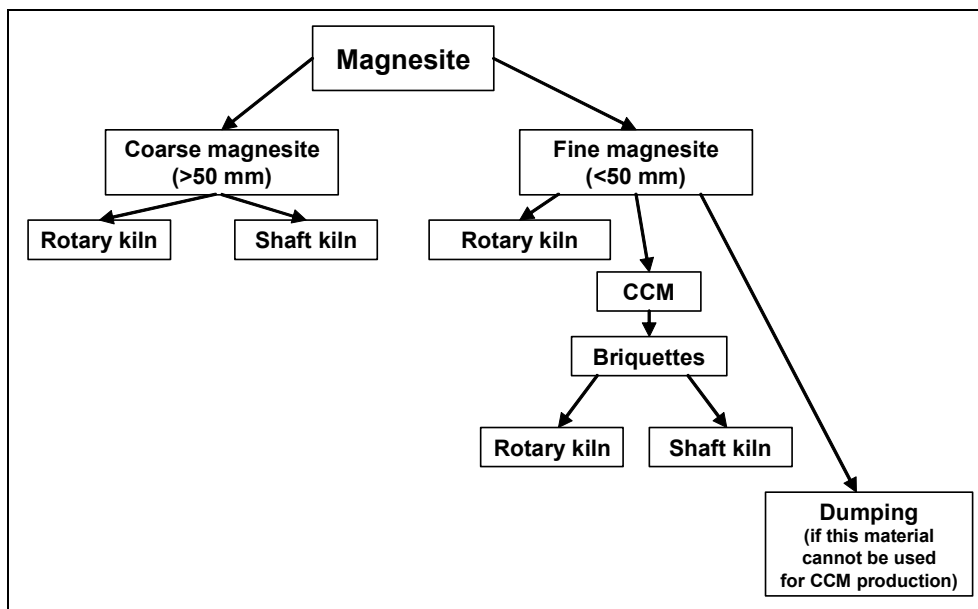 Magnesite
Coarse magnesite
(>50 mm)
Fine magnesite
(<50 mm)
Rotary kiln
Shaft kiln
Rotary kiln
CCM
Briquettes
Rotary kiln
Shaft kiln
Dumping
(if this material
cannot be used
for CCM production)